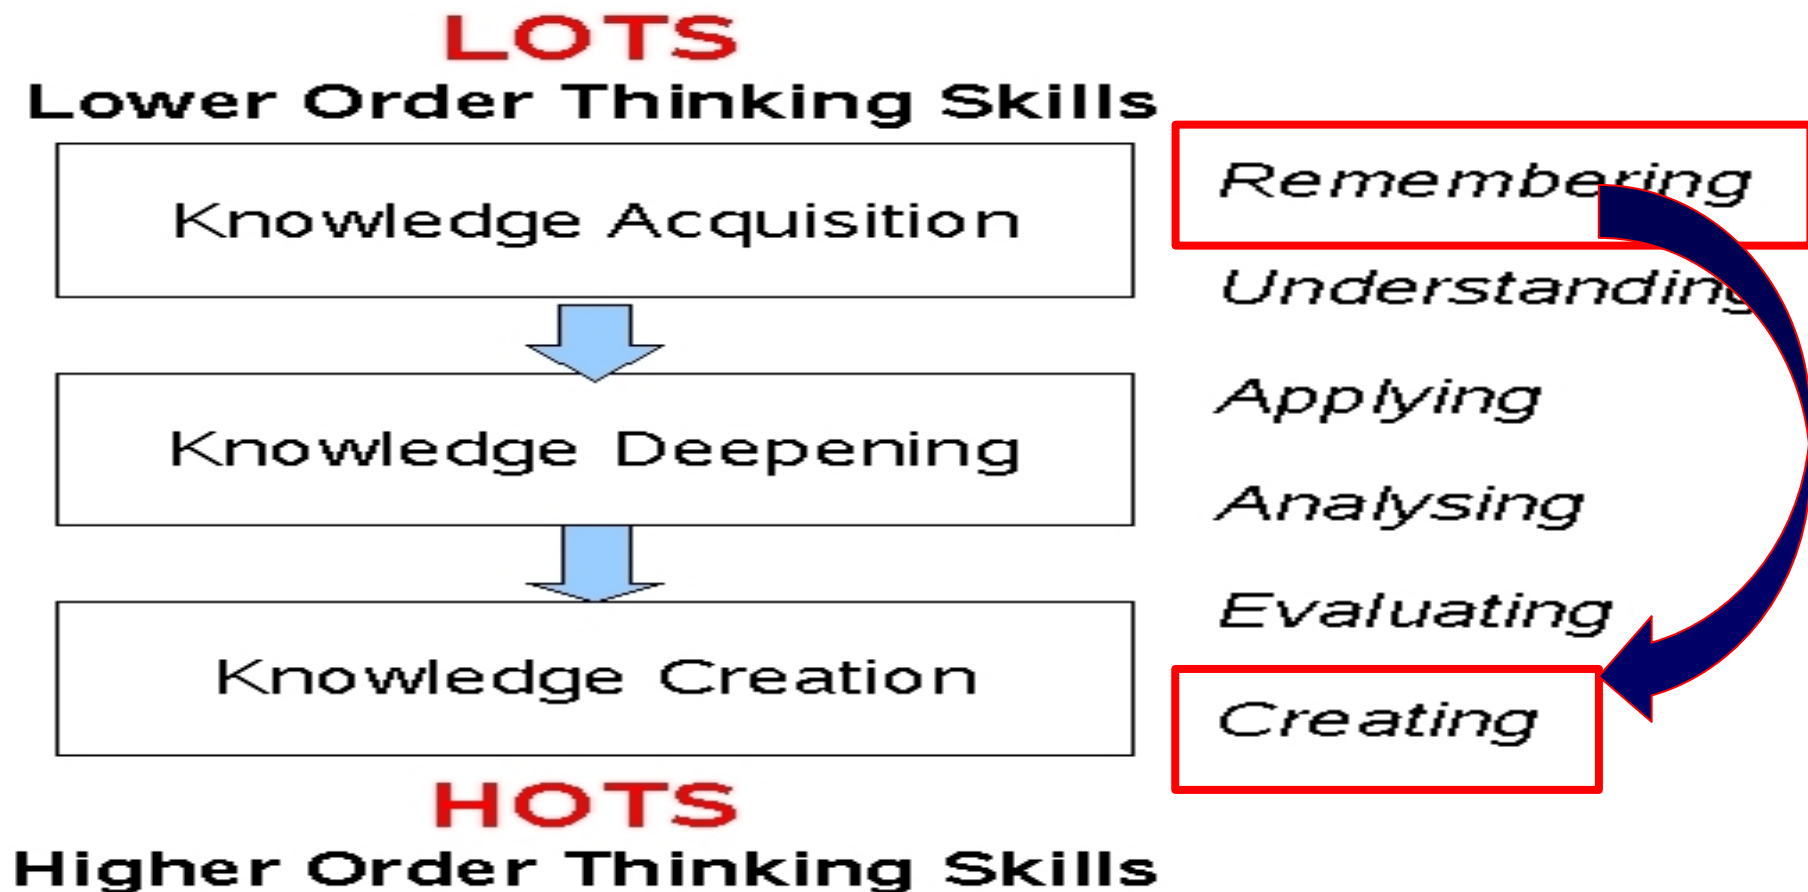 LOTS
Lower Order Thinking Skills
Knowledge Acquisition
Knowledge Deepening
Knowledge Creation
HOTS
Higher Order Thinking Skills
Remembering
Understanding
Applying
Analysing
Evaluating
Creating